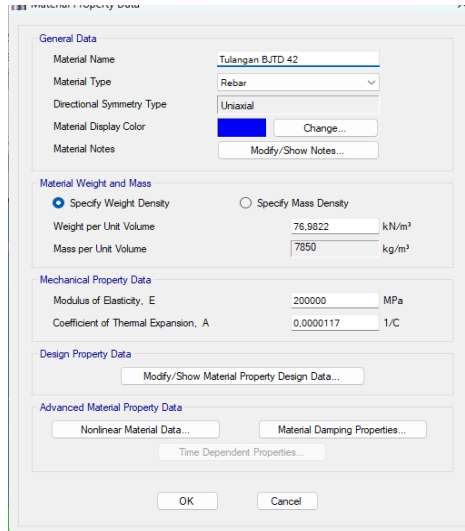 Material Property Data
General Data
Material Name Tulangan BJTD 42
Material Type Rebar
Directional Symmetry Type Uniaxial
Material Display Color Change...
Material Notes Modify/Show Notes...
Material Weight and Mass
Specify Weight Density Specify Mass Density
Weight per Unit Volume 76,9822 kN/m³
Mass per Unit Volume 7850 kg/m³
Mechanical Property Data
Modulus of Elasticity, E 200000 MPa
Coefficient of Thermal Expansion, A 0,0000117 1/C
Design Property Data
Modify/Show Material Property Design Data...
Advanced Material Property Data
Nonlinear Material Data... Material Damping Properties...
Time Dependent Properties...
OK Cancel